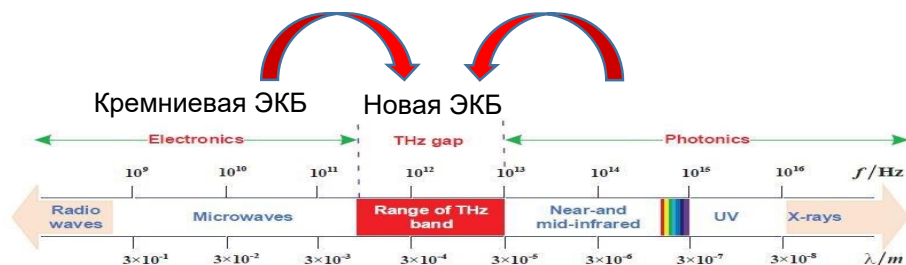 Кремниевая ЭКБ Новая ЭКБ
Electronics THz gap Photonics
10⁹ 10¹⁰ 10¹¹ 10¹² 10¹³ 10¹⁴ 10¹⁵ 10¹⁶ f/Hz
Radio waves Microwaves Range of THz band Near-and mid-infrared UV X-rays
3×10⁻¹ 3×10⁻² 3×10⁻³ 3×10⁻⁴ 3×10⁻⁵ 3×10⁻⁶ 3×10⁻⁷ 3×10⁻⁸ λ/m